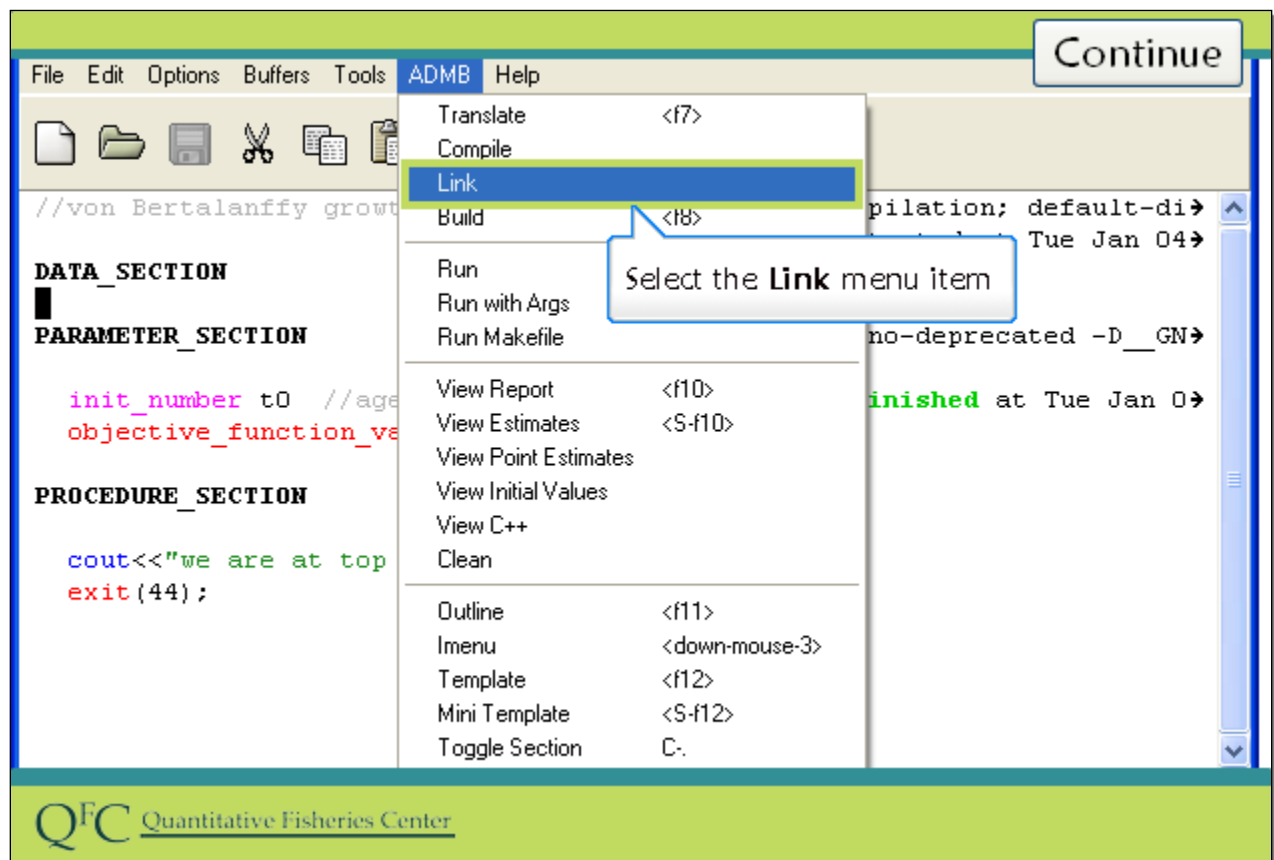 Continue
File Edit Options Buffers Tools ADMB Help
Translate <f7>
Compile
Link
Build <f8>
Select the Link menu item
Run
Run with Args
Run Makefile
View Report <f10>
View Estimates <S-f10>
View Point Estimates
View Initial Values
View C++
Clean
Outline <f11>
Imenu <down-mouse-3>
Template <f12>
Mini Template <S-f12>
Toggle Section C-.
//von Bertalanffy growt
DATA_SECTION
PARAMETER_SECTION
init_number t0 //age
objective_function_va
PROCEDURE_SECTION
cout<<"we are at top
exit(44);
pilation; default-di
Tue Jan 04
no-deprecated -D__GN
inished at Tue Jan 0
QFC Quantitative Fisheries Center